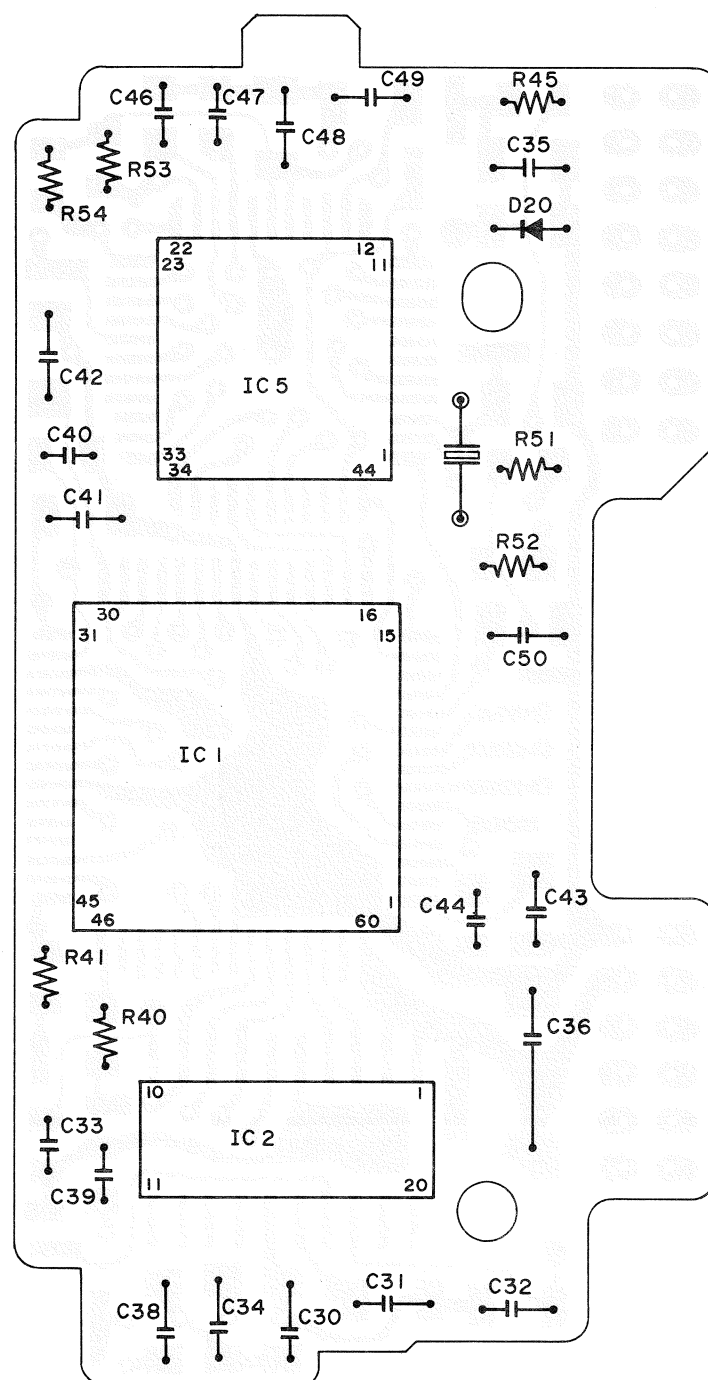 C46 C47 C49 R45
C48
R53 C35
R54
D20
22 12
23 11
C42 IC5
C40 R51
33 1
34 44
C41
R52
30 16
31 15
C50
IC1
45 1 C44 C43
46 60
R41
R40 C36
10 1
C33 IC2
C39 11 20
C31 C32
C38 C34 C30